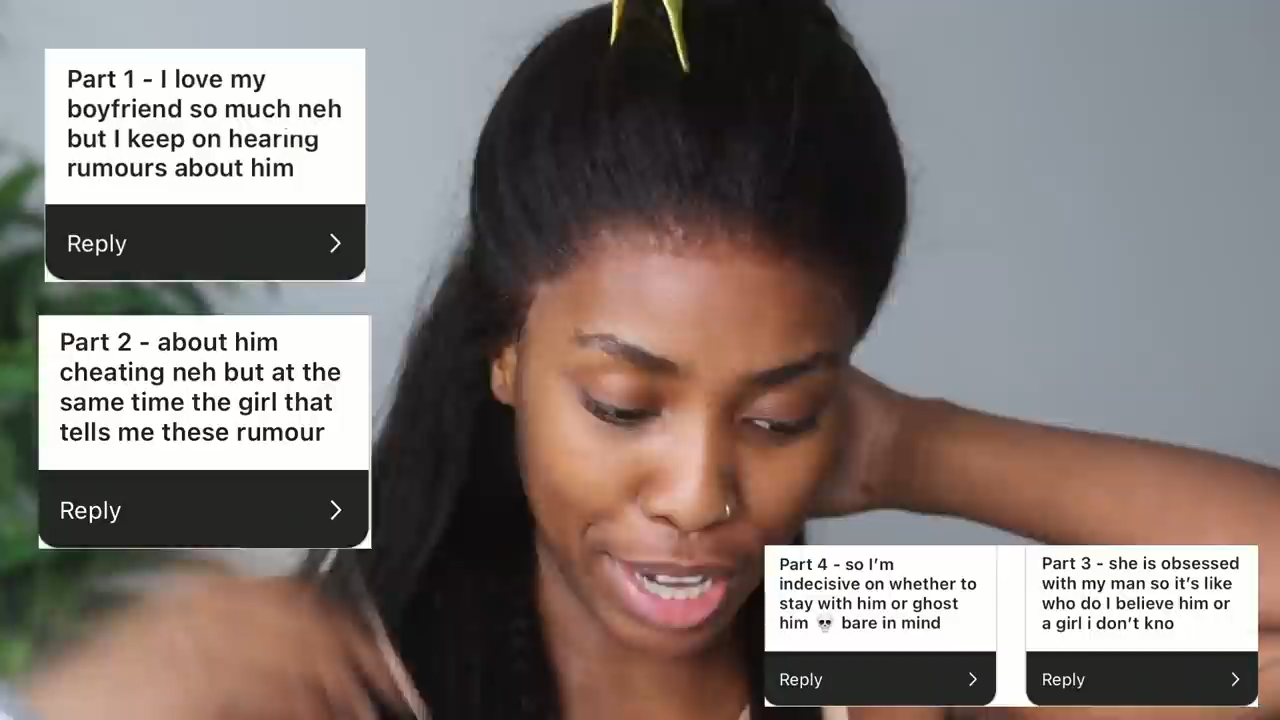 Part 1 - I love my
boyfriend so much neh
but I keep on hearing
rumours about him
Reply
Part 2 - about him
cheating neh but at the
same time the girl that
tells me these rumour
Reply
Part 4 - so I'm
indecisive on whether to
stay with him or ghost
him 💀 bare in mind
Reply
Part 3 - she is obsessed
with my man so it's like
who do I believe him or
a girl i don't kno
Reply